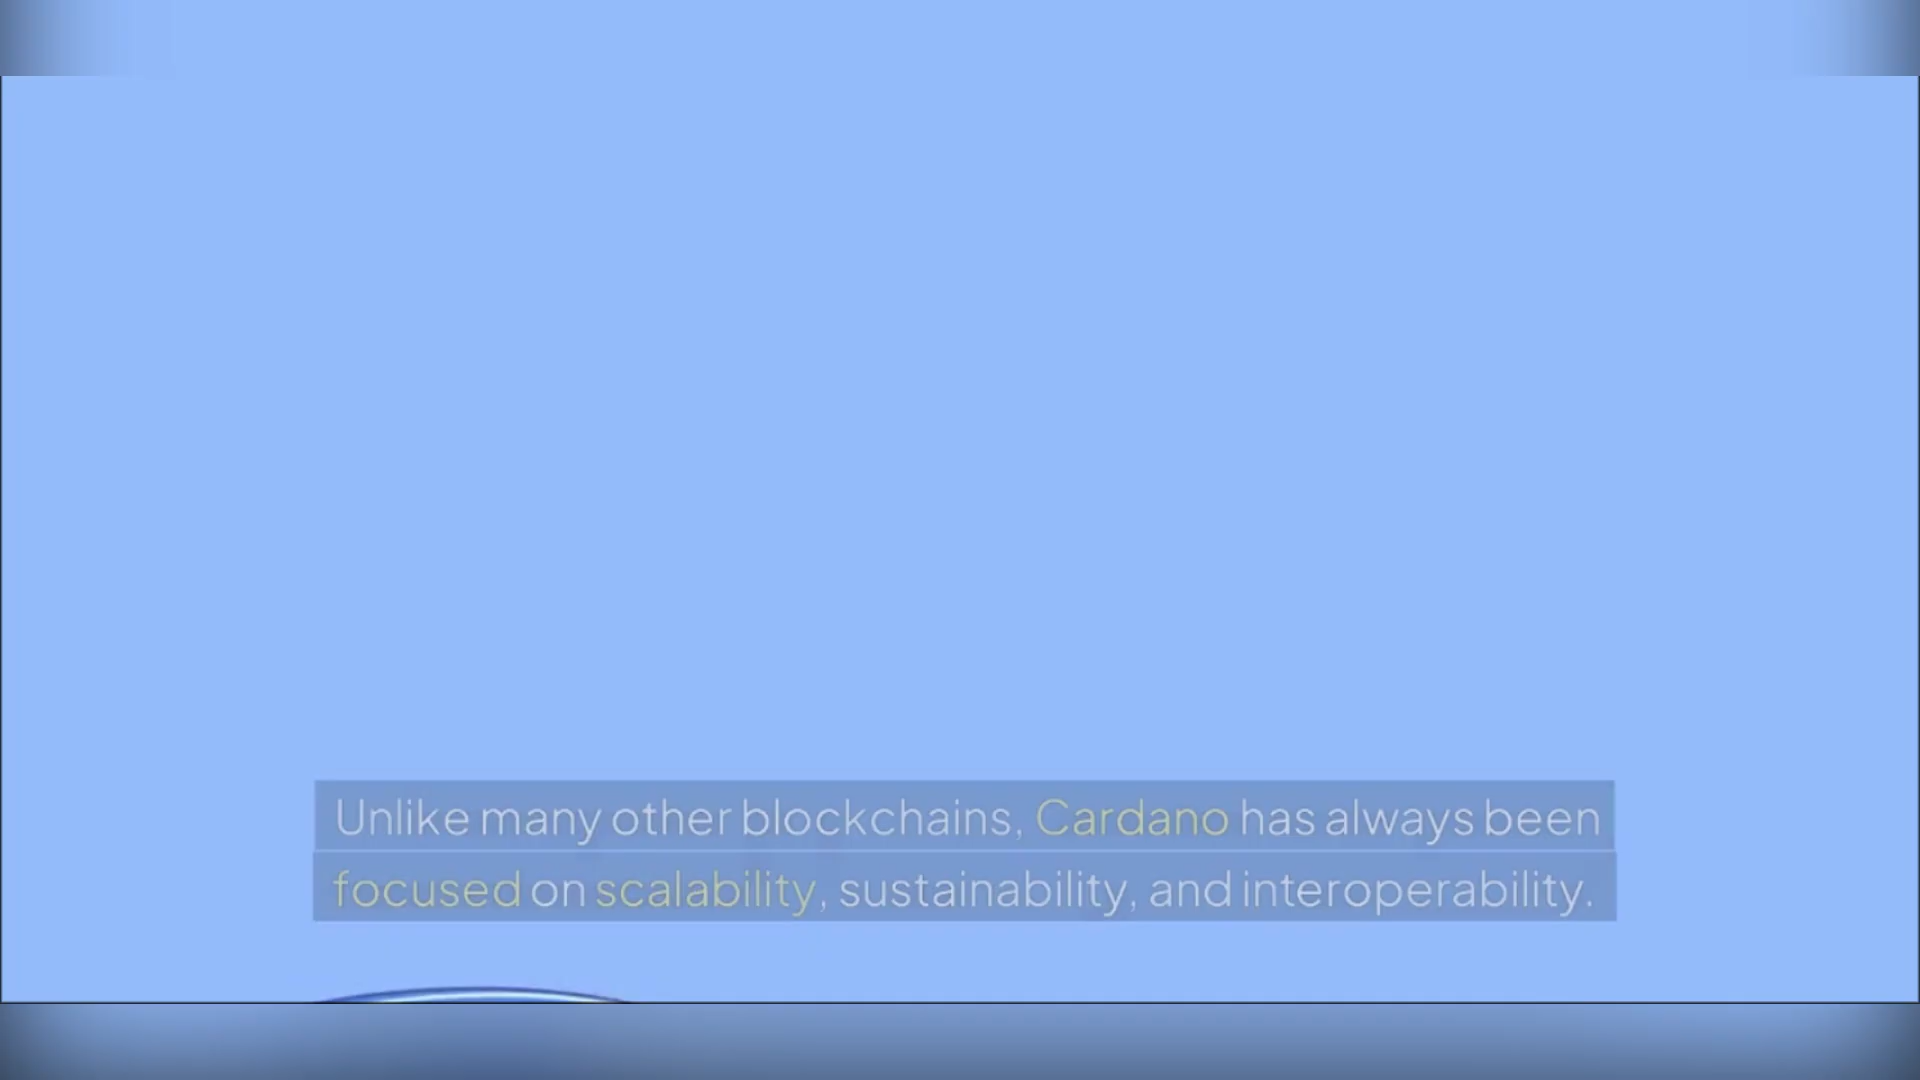 Unlike many other blockchains, Cardano has always been
focused on scalability, sustainability, and interoperability.